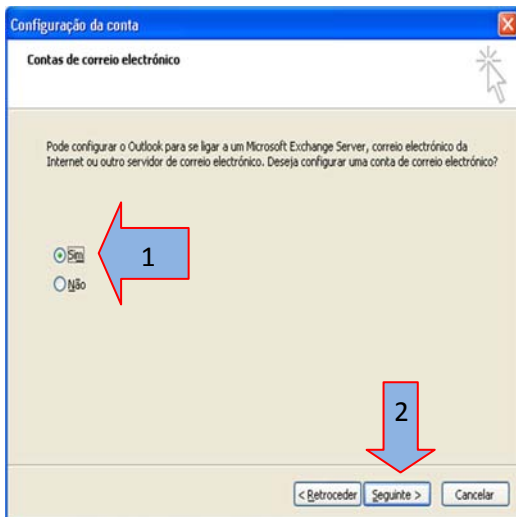 Configuração da conta
Contas de correio electrónico
Pode configurar o Outlook para se ligar a um Microsoft Exchange Server, correio electrónico da
Internet ou outro servidor de correio electrónico. Deseja configurar uma conta de correio electrónico?
Sim
1
Não
2
< Retroceder Seguinte > Cancelar